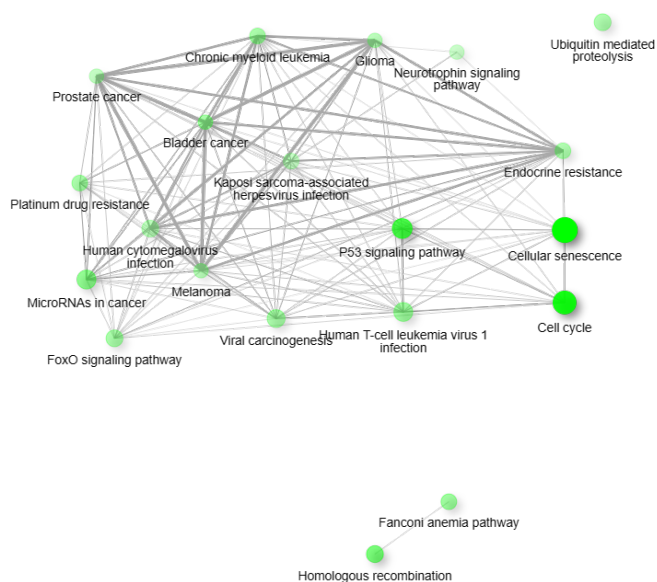 Ubiquitin mediated
proteolysis
Chronic myeloid leukemia
Glioma
Neurotrophin signaling
pathway
Prostate cancer
Bladder cancer
Endocrine resistance
Kaposi sarcoma-associated
herpesvirus infection
Platinum drug resistance
Human cytomegalovirus
infection
P53 signaling pathway
Cellular senescence
Melanoma
MicroRNAs in cancer
Viral carcinogenesis
Human T-cell leukemia virus 1
infection
Cell cycle
FoxO signaling pathway
Fanconi anemia pathway
Homologous recombination